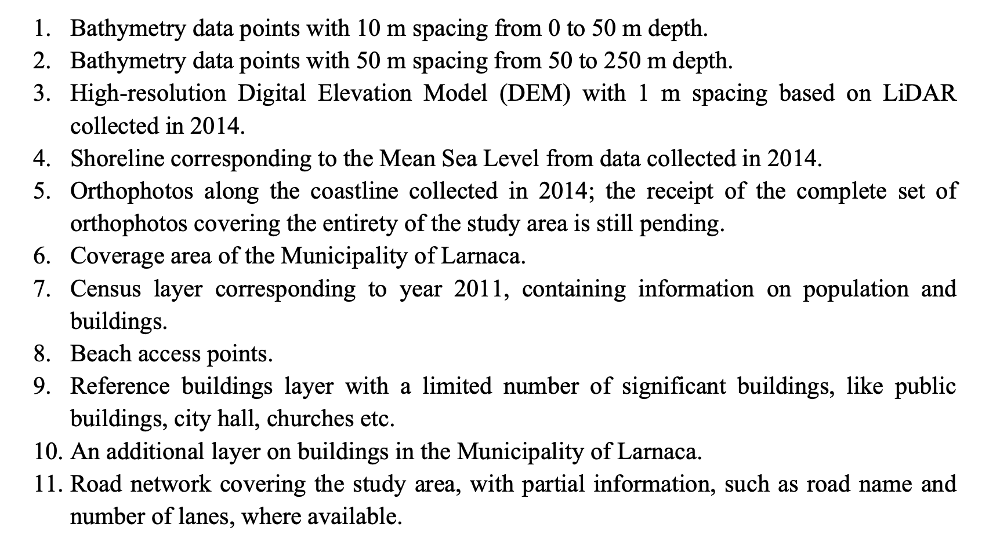 1. Bathymetry data points with 10 m spacing from 0 to 50 m depth.
2. Bathymetry data points with 50 m spacing from 50 to 250 m depth.
3. High-resolution Digital Elevation Model (DEM) with 1 m spacing based on LiDAR
collected in 2014.
4. Shoreline corresponding to the Mean Sea Level from data collected in 2014.
5. Orthophotos along the coastline collected in 2014; the receipt of the complete set of
orthophotos covering the entirety of the study area is still pending.
6. Coverage area of the Municipality of Larnaca.
7. Census layer corresponding to year 2011, containing information on population and
buildings.
8. Beach access points.
9. Reference buildings layer with a limited number of significant buildings, like public
buildings, city hall, churches etc.
10. An additional layer on buildings in the Municipality of Larnaca.
11. Road network covering the study area, with partial information, such as road name and
number of lanes, where available.